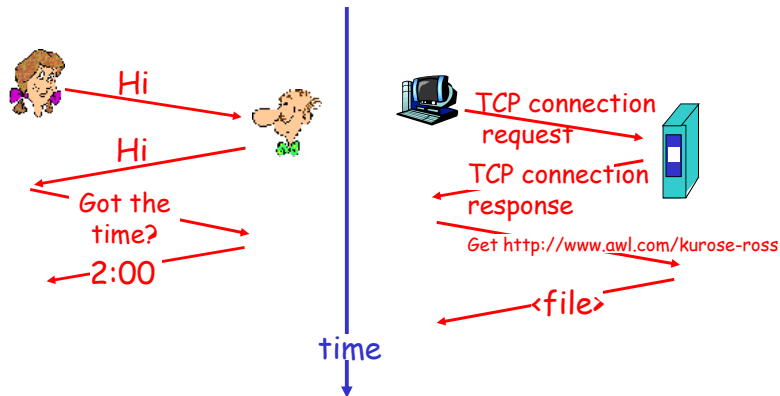 Hi
Hi
Got the
time?
2:00
TCP connection
request
TCP connection
response
Get http://www.awl.com/kurose-ross
<file>
time